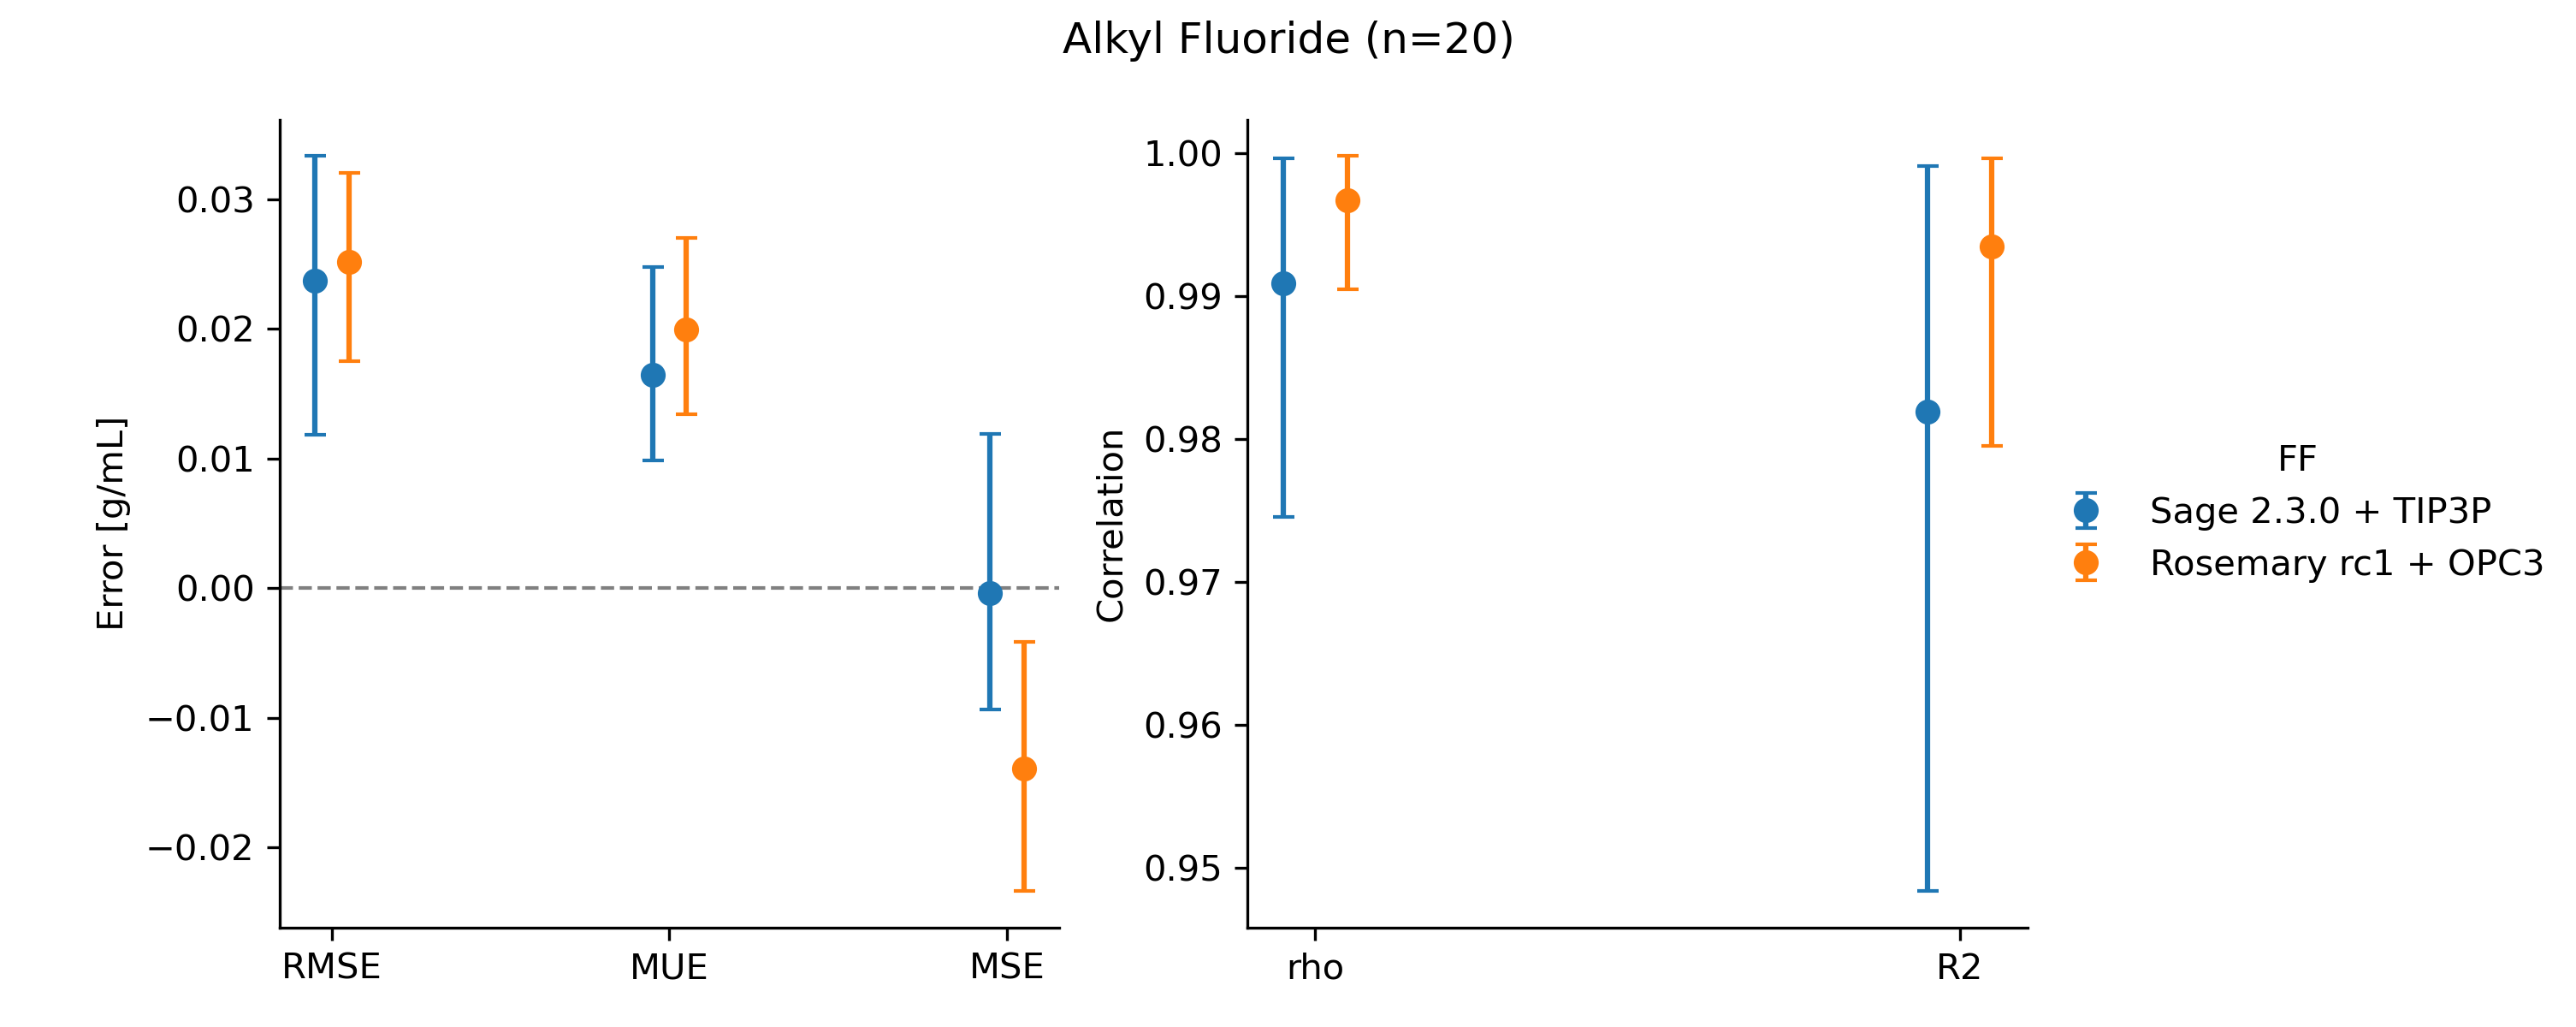 Alkyl Fluoride (n=20)
Error [g/mL]
0.03
0.02
0.01
0.00
−0.01
−0.02
RMSE
MUE
MSE
Correlation
1.00
0.99
0.98
0.97
0.96
0.95
rho
R2
FF
Sage 2.3.0 + TIP3P
Rosemary rc1 + OPC3